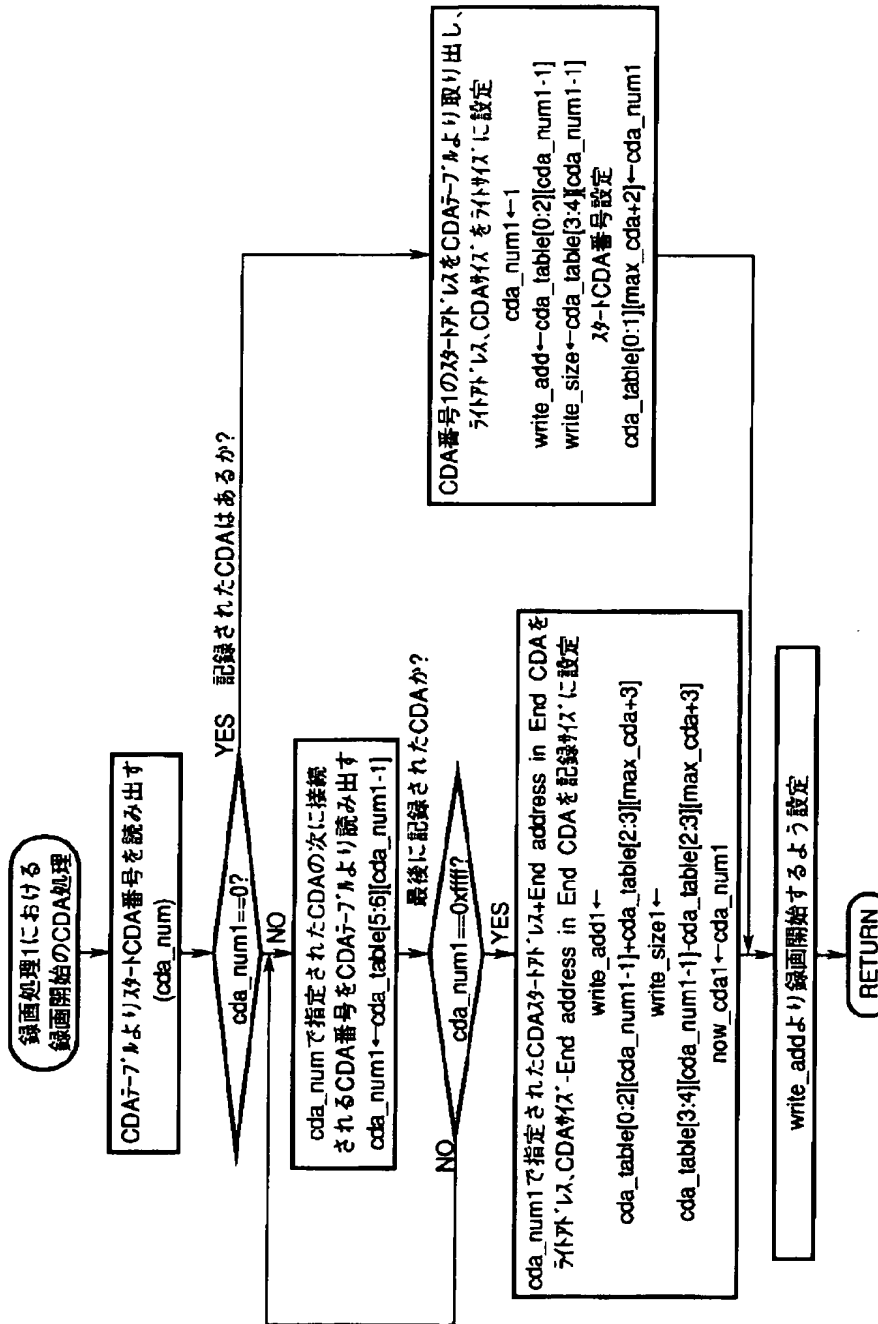 録画処理1における
録画開始のCDA処理
CDAテーブルよりスタートCDA番号を読み出す
(cda_num)
cda_num1==0?
YES 記録されたCDAはあるか?
NO
cda_numで指定されたCDAの次に接続
されるCDA番号をCDAテーブルより読み出す
cda_num1←cda_table[5:6][cda_num1-1]
最後に記録されたCDAか?
cda_num1==0xffff?
NO
YES
cda_num1で指定されたCDAスタートアドレス+End address in End CDAを
ライトアドレス、CDAサイズ-End address in End CDAを記録サイズに設定
write_add1←
cda_table[0:2][cda_num1-1]+cda_table[2:3][max_cda+3]
write_size1←
cda_table[3:4][cda_num1-1]-cda_table[2:3][max_cda+3]
now_cda1←cda_num1
CDA番号1のスタートアドレスをCDAテーブルより取り出し、
ライトアドレス、CDAサイズをライトサイズに設定
cda_num1←1
write_add←cda_table[0:2][cda_num1-1]
write_size←cda_table[3:4][cda_num1-1]
スタートCDA番号設定
cda_table[0:1][max_cda+2]←cda_num1
write_addより録画開始するよう設定
RETURN